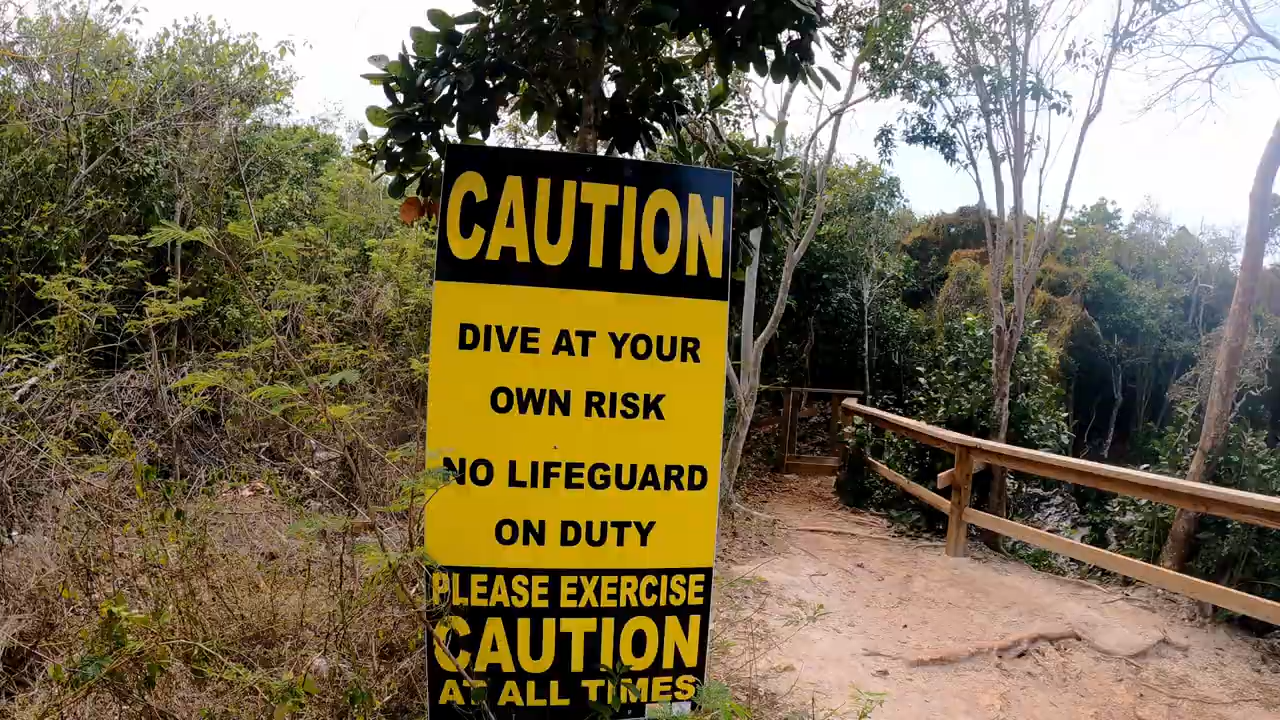 CAUTION
DIVE AT YOUR
OWN RISK
NO LIFEGUARD
ON DUTY
PLEASE EXERCISE
CAUTION
AT ALL TIMES